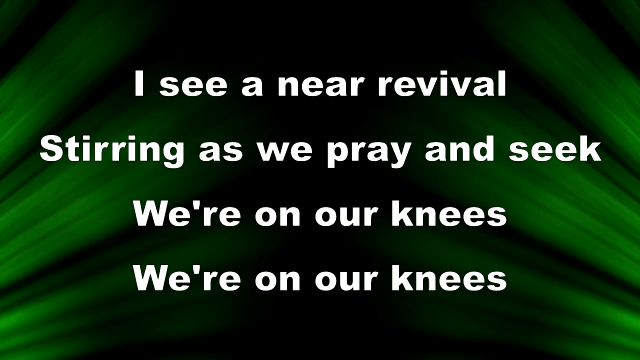 I see a near revival
Stirring as we pray and seek
We're on our knees
We're on our knees